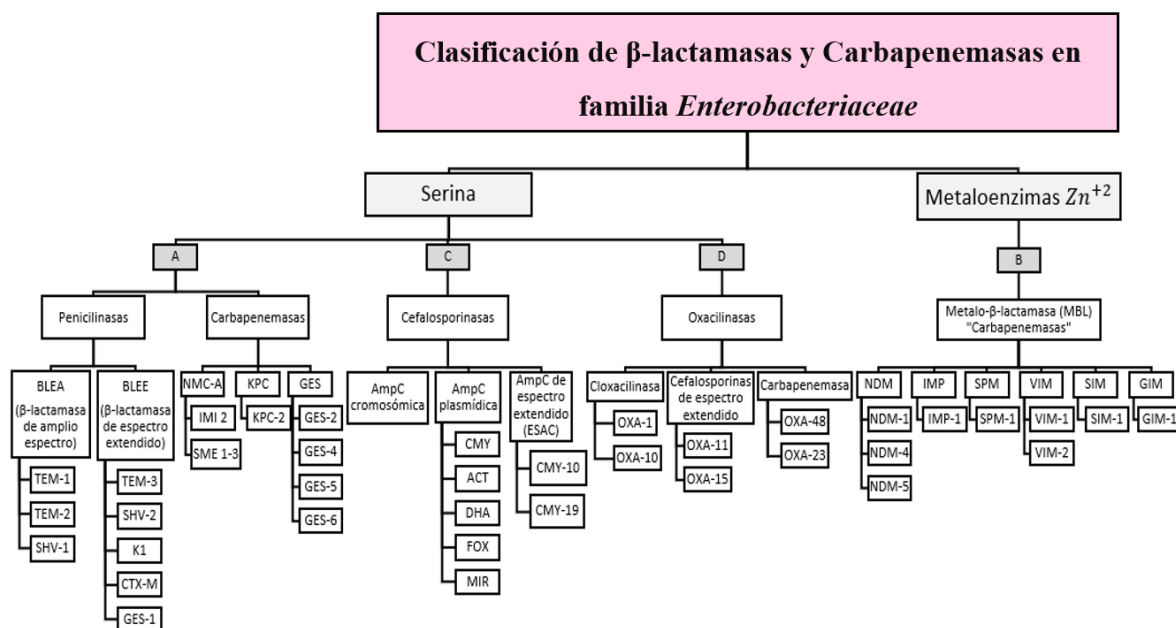 Clasificación de β-lactamasas y Carbapenemasas en
familia Enterobacteriaceae
Serina
Metaloenzimas Zn⁺²
A
C
D
B
Penicilinasas
Carbapenemasas
Cefalosporinasas
Oxacilinasas
Metalo-β-lactamasa (MBL)
"Carbapenemasas"
BLEA
(β-lactamasa
de amplio
espectro)
TEM-1
TEM-2
SHV-1
BLEE
(β-lactamasa
de espectro
extendido)
TEM-3
SHV-2
K1
CTX-M
GES-1
NMC-A
IMI 2
SME 1-3
KPC
KPC-2
GES
GES-2
GES-4
GES-5
GES-6
AmpC
cromosómica
AmpC
plasmídica
CMY
ACT
DHA
FOX
MIR
AmpC de
espectro
extendido
(ESAC)
CMY-10
CMY-19
Cloxacilinasa
OXA-1
OXA-10
Cefalosporinas
de espectro
extendido
OXA-11
OXA-15
Carbapenemasa
OXA-48
OXA-23
NDM
NDM-1
NDM-4
NDM-5
IMP
IMP-1
SPM
SPM-1
VIM
VIM-1
VIM-2
SIM
SIM-1
GIM
GIM-1